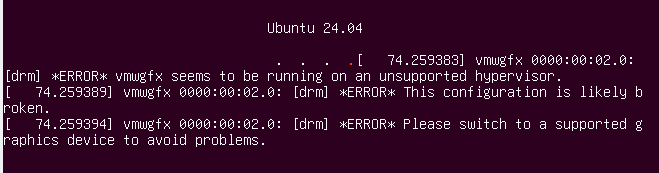 Ubuntu 24.04
. . . .[   74.259383] vmwgfx 0000:00:02.0:
[drm] *ERROR* vmwgfx seems to be running on an unsupported hypervisor.
[   74.259389] vmwgfx 0000:00:02.0: [drm] *ERROR* This configuration is likely b
roken.
[   74.259394] vmwgfx 0000:00:02.0: [drm] *ERROR* Please switch to a supported g
raphics device to avoid problems.